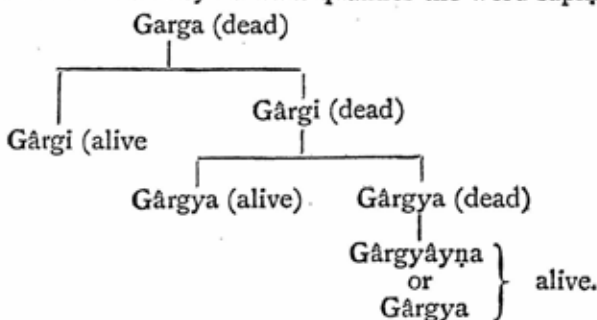 Garga (dead)
Gârgi (alive
Gârgi (dead)
Gârgya (alive)
Gârgya (dead)
Gârgyâyṇa
or
Gârgya
} alive.